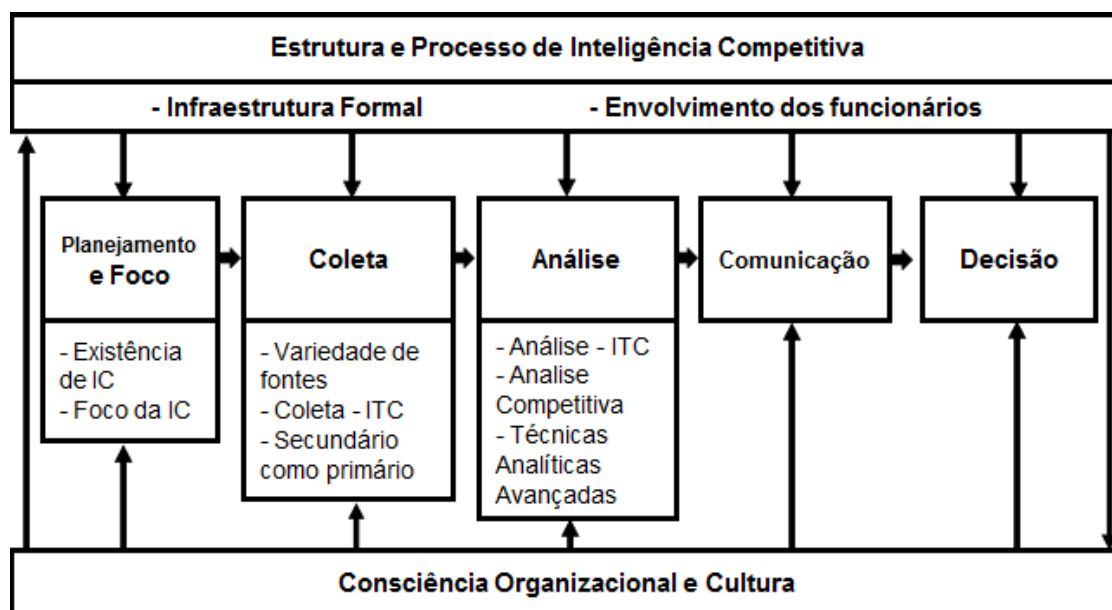 Estrutura e Processo de Inteligência Competitiva
- Infraestrutura Formal
- Envolvimento dos funcionários
Planejamento
e Foco
- Existência
de IC
- Foco da IC
Coleta
- Variedade de
fontes
- Coleta - ITC
- Secundário
como primário
Análise
- Análise - ITC
- Analise
Competitiva
- Técnicas
Analíticas
Avançadas
Comunicação
Decisão
Consciência Organizacional e Cultura